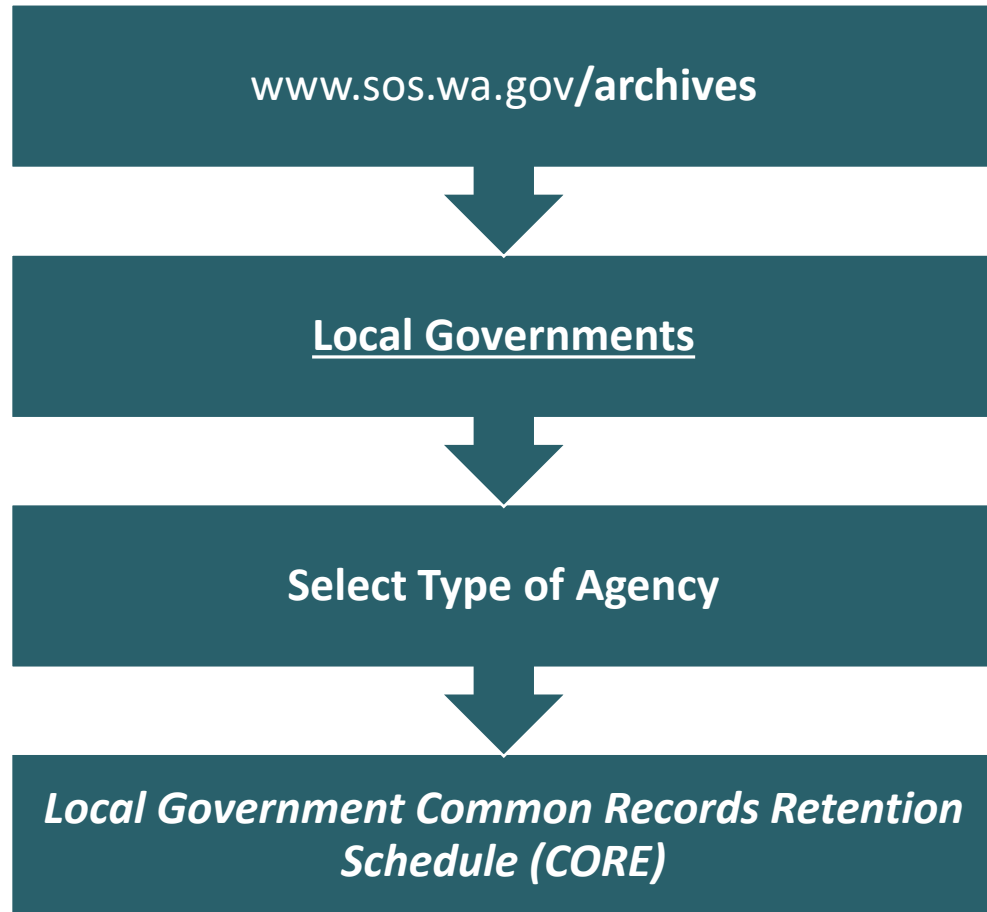 www.sos.wa.gov/archives
Local Governments
Select Type of Agency
Local Government Common Records Retention
Schedule (CORE)